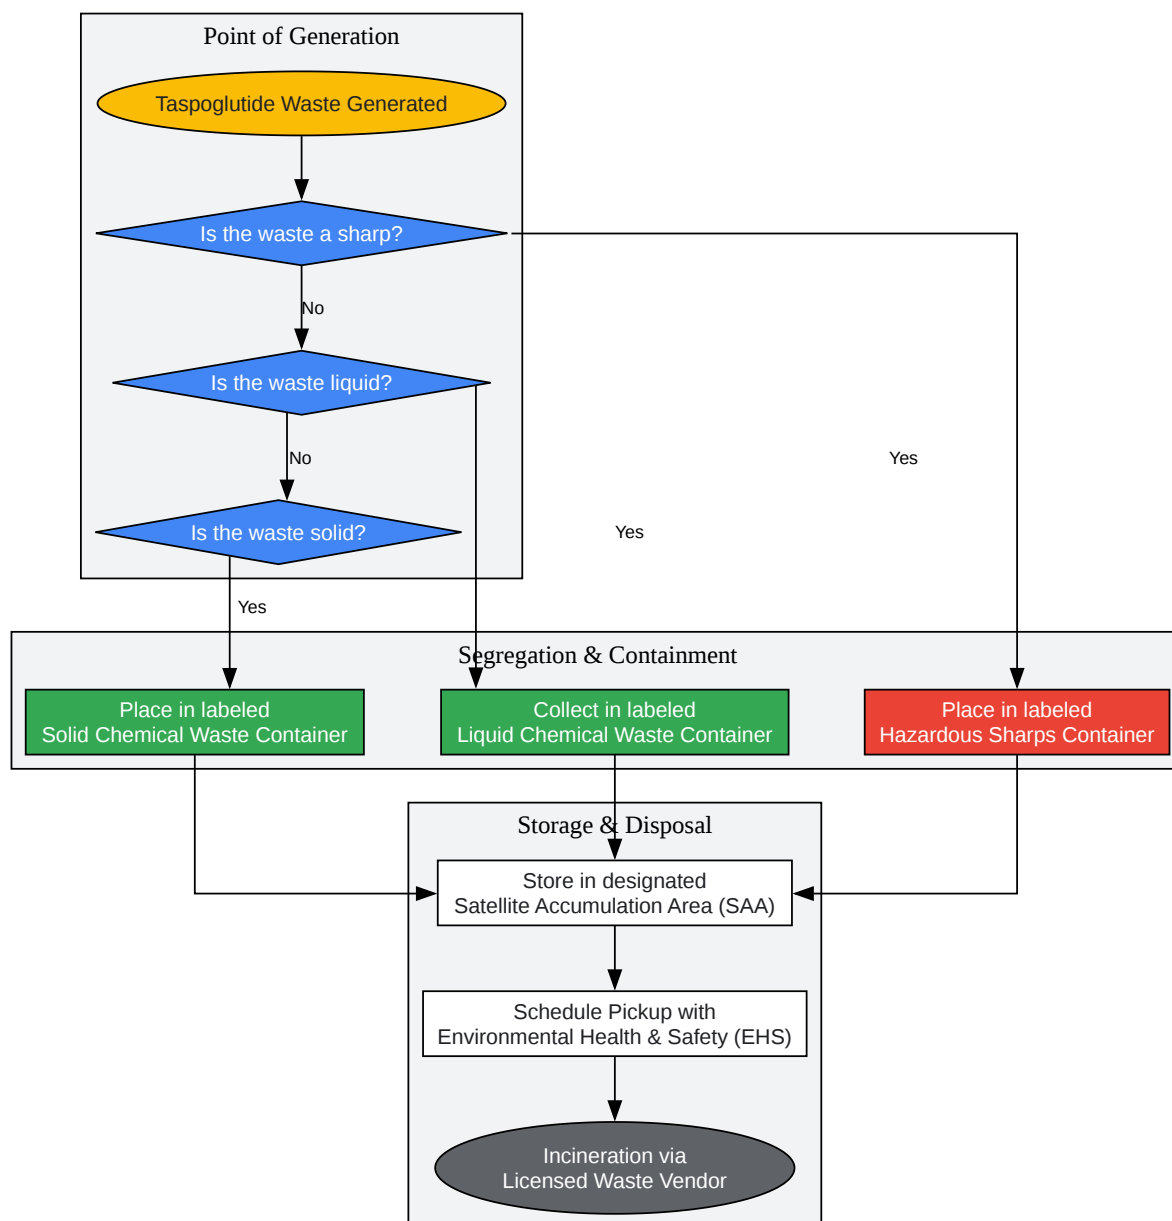 Point of Generation
Taspoglutide Waste Generated
Is the waste a sharp?
No
Is the waste liquid?
No
Yes
Is the waste solid?
Yes
Yes
Segregation & Containment
Place in labeled
Solid Chemical Waste Container
Collect in labeled
Liquid Chemical Waste Container
Place in labeled
Hazardous Sharps Container
Storage & Disposal
Store in designated
Satellite Accumulation Area (SAA)
Schedule Pickup with
Environmental Health & Safety (EHS)
Incineration via
Licensed Waste Vendor